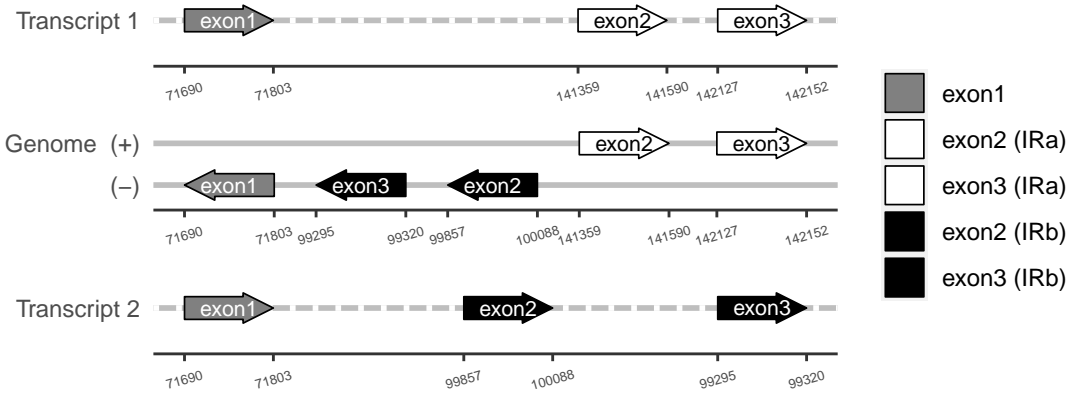 Transcript 1 exon1 exon2 exon3
71690 71803 141359 141590 142127 142152
Genome (+) exon2 exon3
(−) exon1 exon3 exon2
71690 71803 99295 99320 99857 100088 141359 141590 142127 142152
Transcript 2 exon1 exon2 exon3
71690 71803 99857 100088 99295 99320
exon1
exon2 (IRa)
exon3 (IRa)
exon2 (IRb)
exon3 (IRb)